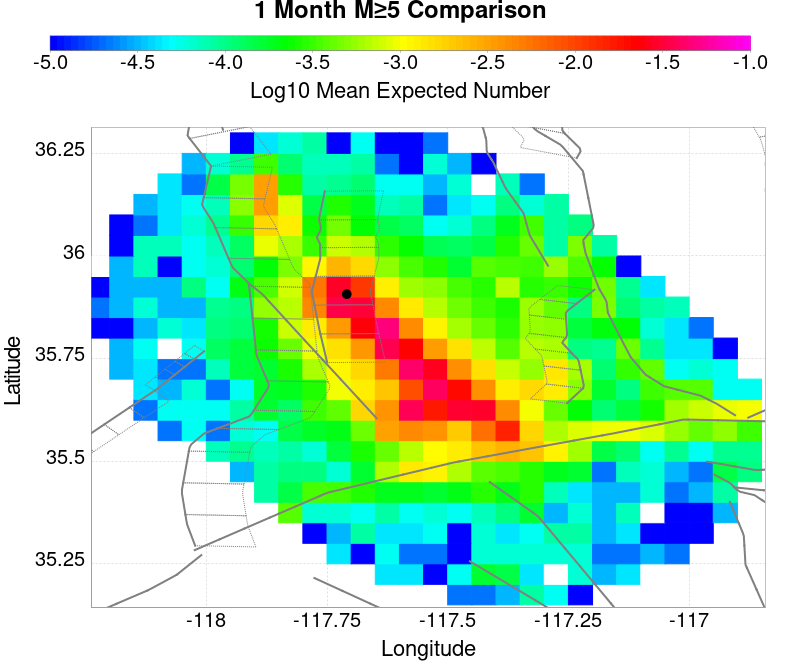 1 Month M≥5 Comparison
-5.0 -4.5 -4.0 -3.5 -3.0 -2.5 -2.0 -1.5 -1.0
Log10 Mean Expected Number
36.25
36
35.75
35.5
35.25
Latitude
-118 -117.75 -117.5 -117.25 -117
Longitude